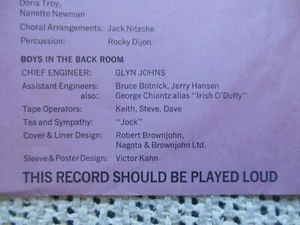 Doris Troy,
Nanette Newman
Choral Arrangements: Jack Nitzche
Percussion: Rocky Dijon
BOYS IN THE BACK ROOM
CHIEF ENGINEER: GLYN JOHNS
Assistant Engineers: Bruce Botnick, Jerry Hansen
also: George Chiantz alias "Irish O'Duffy"
Tape Operators: Keith, Steve, Dave
Tea and Sympathy: "Jock"
Cover & Liner Design: Robert Brownjohn,
Nagota & Brownjohn Ltd.
Sleeve & Poster Design: Victor Kahn
THIS RECORD SHOULD BE PLAYED LOUD